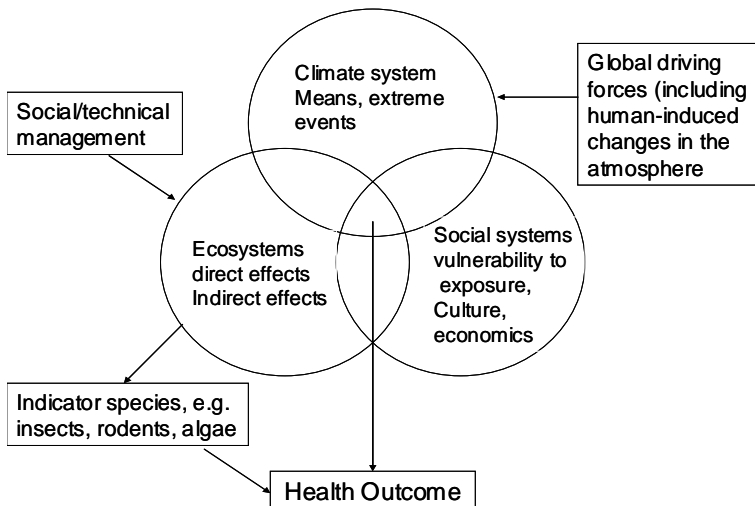 Climate system
Means, extreme
events
Global driving
forces (including
human-induced
changes in the
atmosphere
Social/technical
management
Ecosystems
direct effects
Indirect effects
Social systems
vulnerability to
exposure,
Culture,
economics
Indicator species, e.g.
insects, rodents, algae
Health Outcome